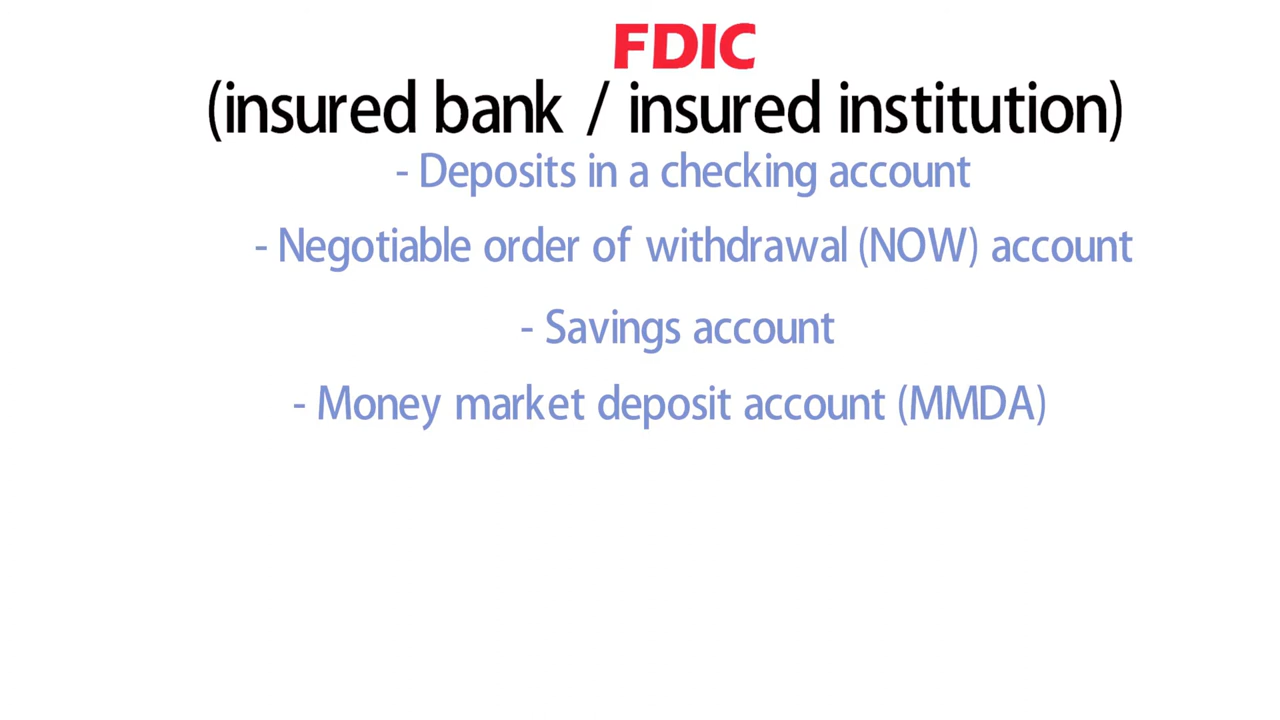 FDIC
(insured bank / insured institution)
- Deposits in a checking account
- Negotiable order of withdrawal (NOW) account
- Savings account
- Money market deposit account (MMDA)